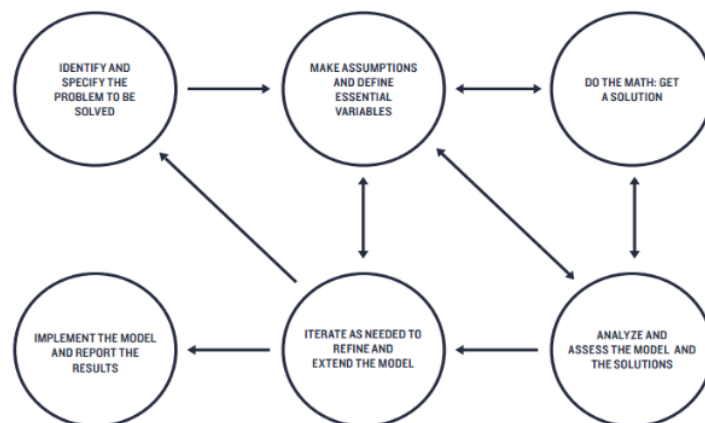 IDENTIFY AND
SPECIFY THE
PROBLEM TO BE
SOLVED
MAKE ASSUMPTIONS
AND DEFINE
ESSENTIAL
VARIABLES
DO THE MATH: GET
A SOLUTION
IMPLEMENT THE MODEL
AND REPORT THE
RESULTS
ITERATE AS NEEDED TO
REFINE AND
EXTEND THE MODEL
ANALYZE AND
ASSESS THE MODEL AND
THE SOLUTIONS